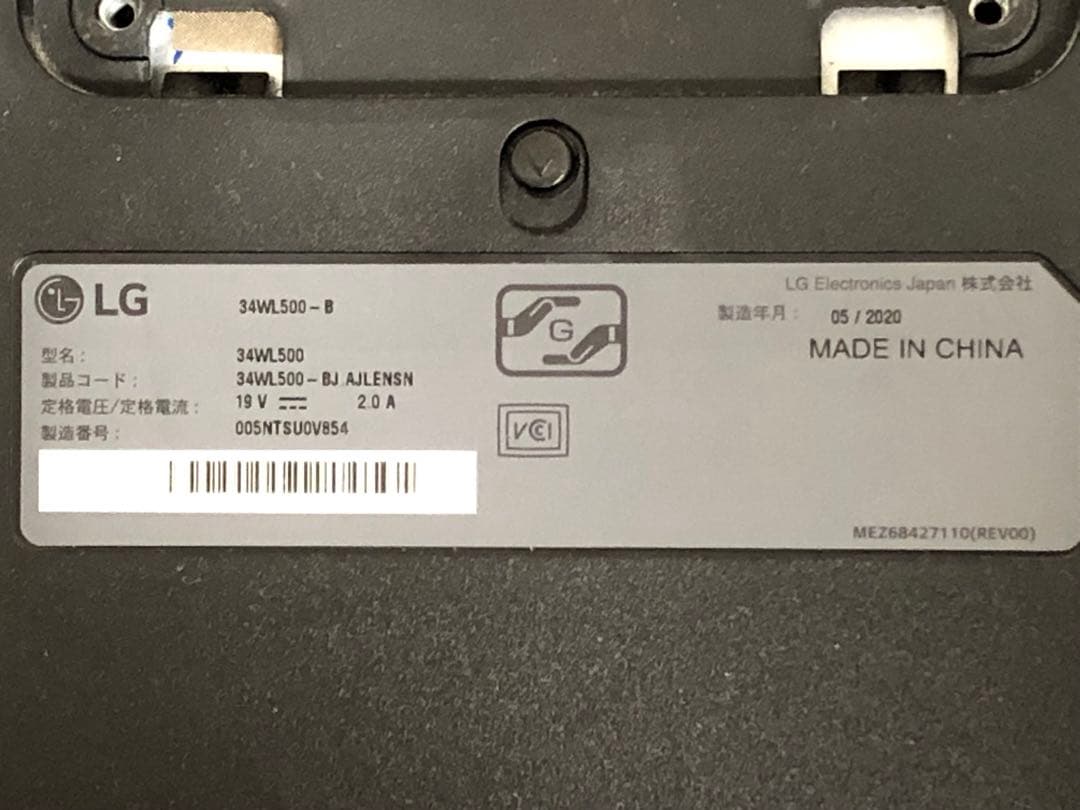 LG
34WL500-B
型名: 34WL500
製品コード: 34WL500-BJ.AJLENSN
定格電圧/定格電流: 19 V 2.0 A
製造番号: 005NTSU0V854
G
VCCI
LG Electronics Japan 株式会社
製造年月: 05 / 2020
MADE IN CHINA
MEZ68427110(REV00)